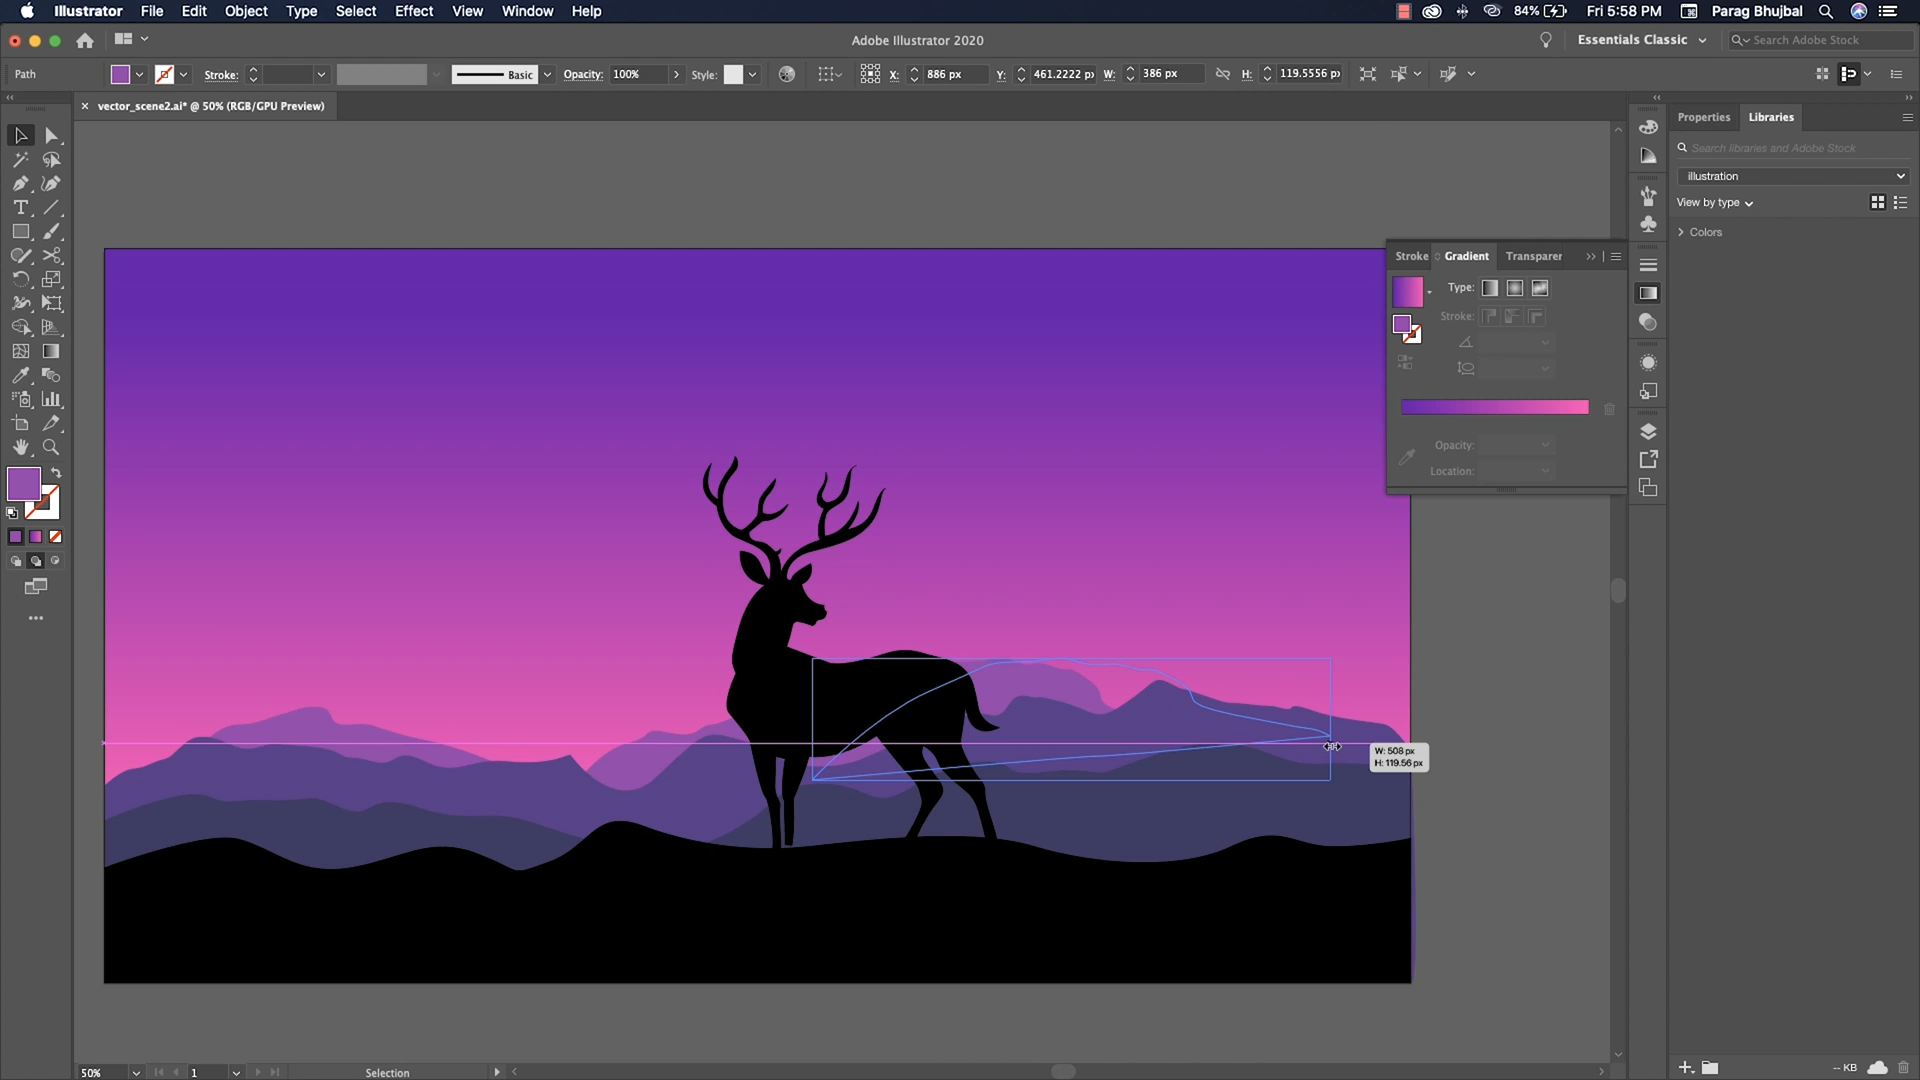 Illustrator File Edit Object Type Select Effect View Window Help 84% Fri 5:58 PM Parag Bhujbal
Adobe Illustrator 2020 Essentials Classic Search Adobe Stock
Path Stroke: Basic Opacity: 100% Style: X: 886 px Y: 461.2222 px W: 386 px H: 119.5556 px
× vector_scene2.ai* @ 50% (RGB/GPU Preview)
Properties Libraries
Search libraries and Adobe Stock
illustration
View by type
Colors
Stroke Gradient Transparer
Type:
Stroke:
Opacity:
Location:
W: 508 px
H: 119.56 px
50% 1 Selection
-- KB